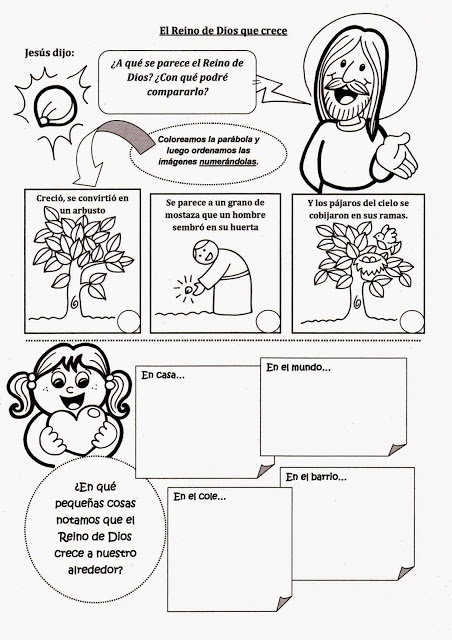 El Reino de Dios que crece
Jesús dijo:
¿A qué se parece el Reino de
Dios? ¿Con qué podré
compararlo?
Coloreamos la parábola y
luego ordenamos las
imágenes numerándolas.
Creció, se convirtió en
un arbusto
Se parece a un grano de
mostaza que un hombre
sembró en su huerta
Y los pájaros del cielo se
cobijaron en sus ramas.
¿En qué
pequeñas cosas
notamos que el
Reino de Dios
crece a nuestro
alrededor?
En casa...
En el mundo...
En el cole...
En el barrio...